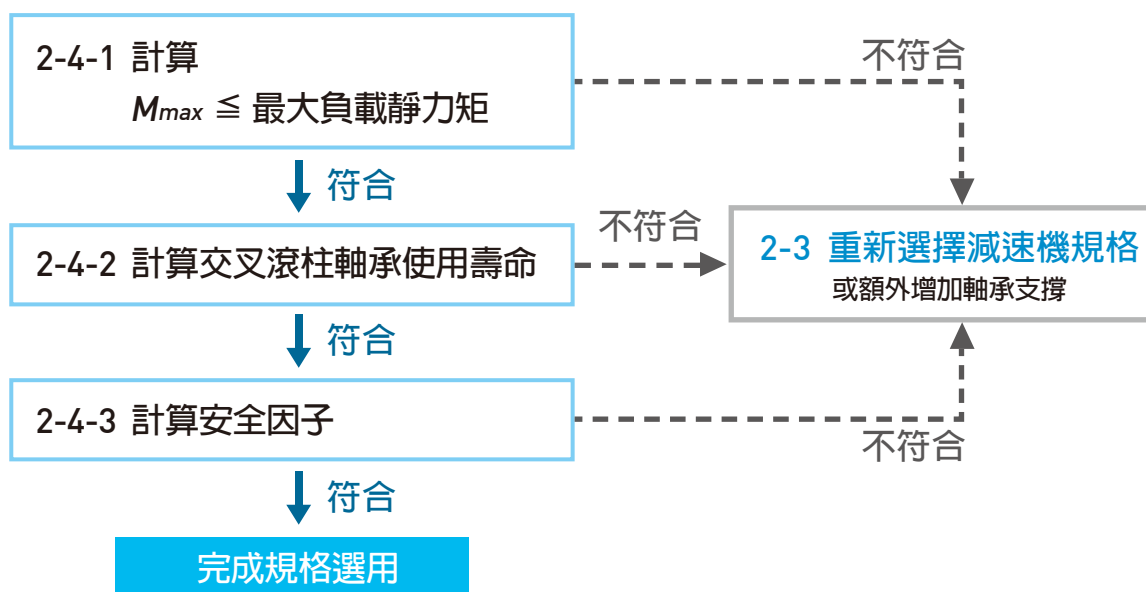 2-4-1 計算
Mmax ≦ 最大負載靜力矩
不符合
符合
不符合
2-4-2 計算交叉滾柱軸承使用壽命
2-3 重新選擇減速機規格
或額外增加軸承支撐
符合
2-4-3 計算安全因子
不符合
符合
完成規格選用